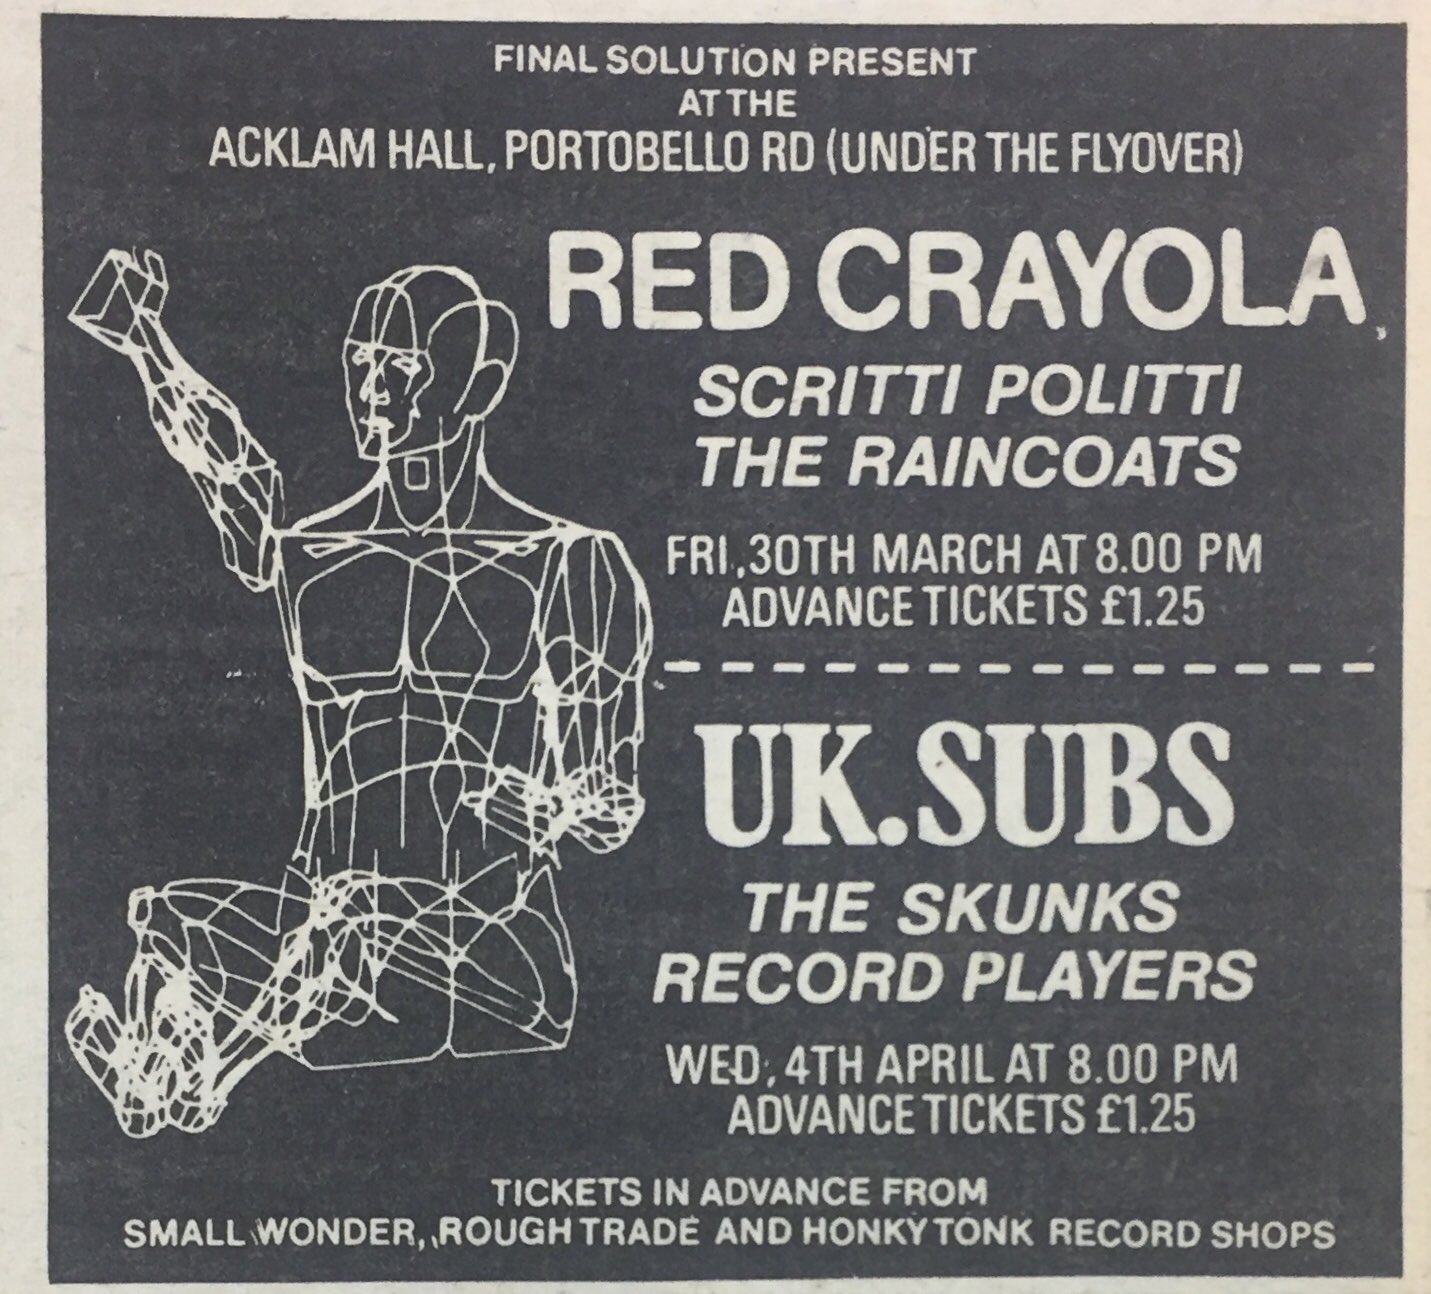 FINAL SOLUTION PRESENT
AT THE
ACKLAM HALL, PORTOBELLO RD (UNDER THE FLYOVER)
RED CRAYOLA
SCRITTI POLITTI
THE RAINCOATS
FRI, 30TH MARCH AT 8.00 PM
ADVANCE TICKETS £1.25
UK.SUBS
THE SKUNKS
RECORD PLAYERS
WED, 4TH APRIL AT 8.00 PM
ADVANCE TICKETS £1.25
TICKETS IN ADVANCE FROM
SMALL WONDER, ROUGH TRADE AND HONKY TONK RECORD SHOPS